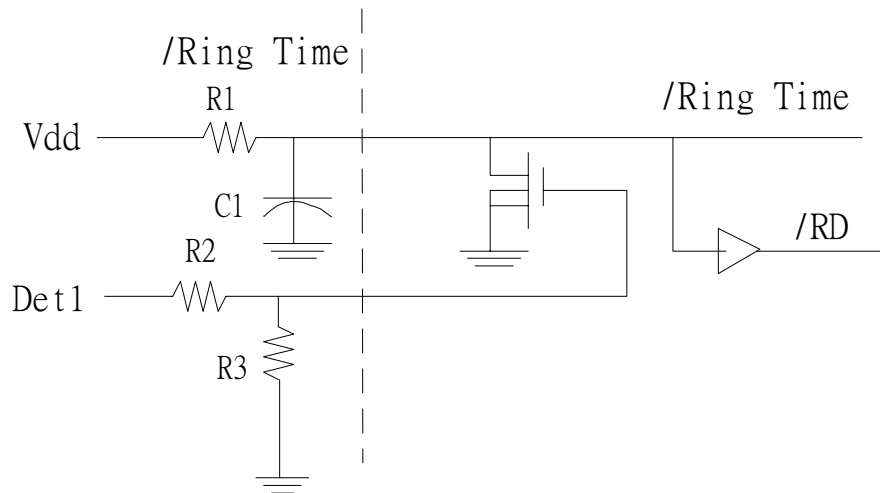 /Ring Time
R1
/Ring Time
Vdd
C1
/RD
R2
Det1
R3